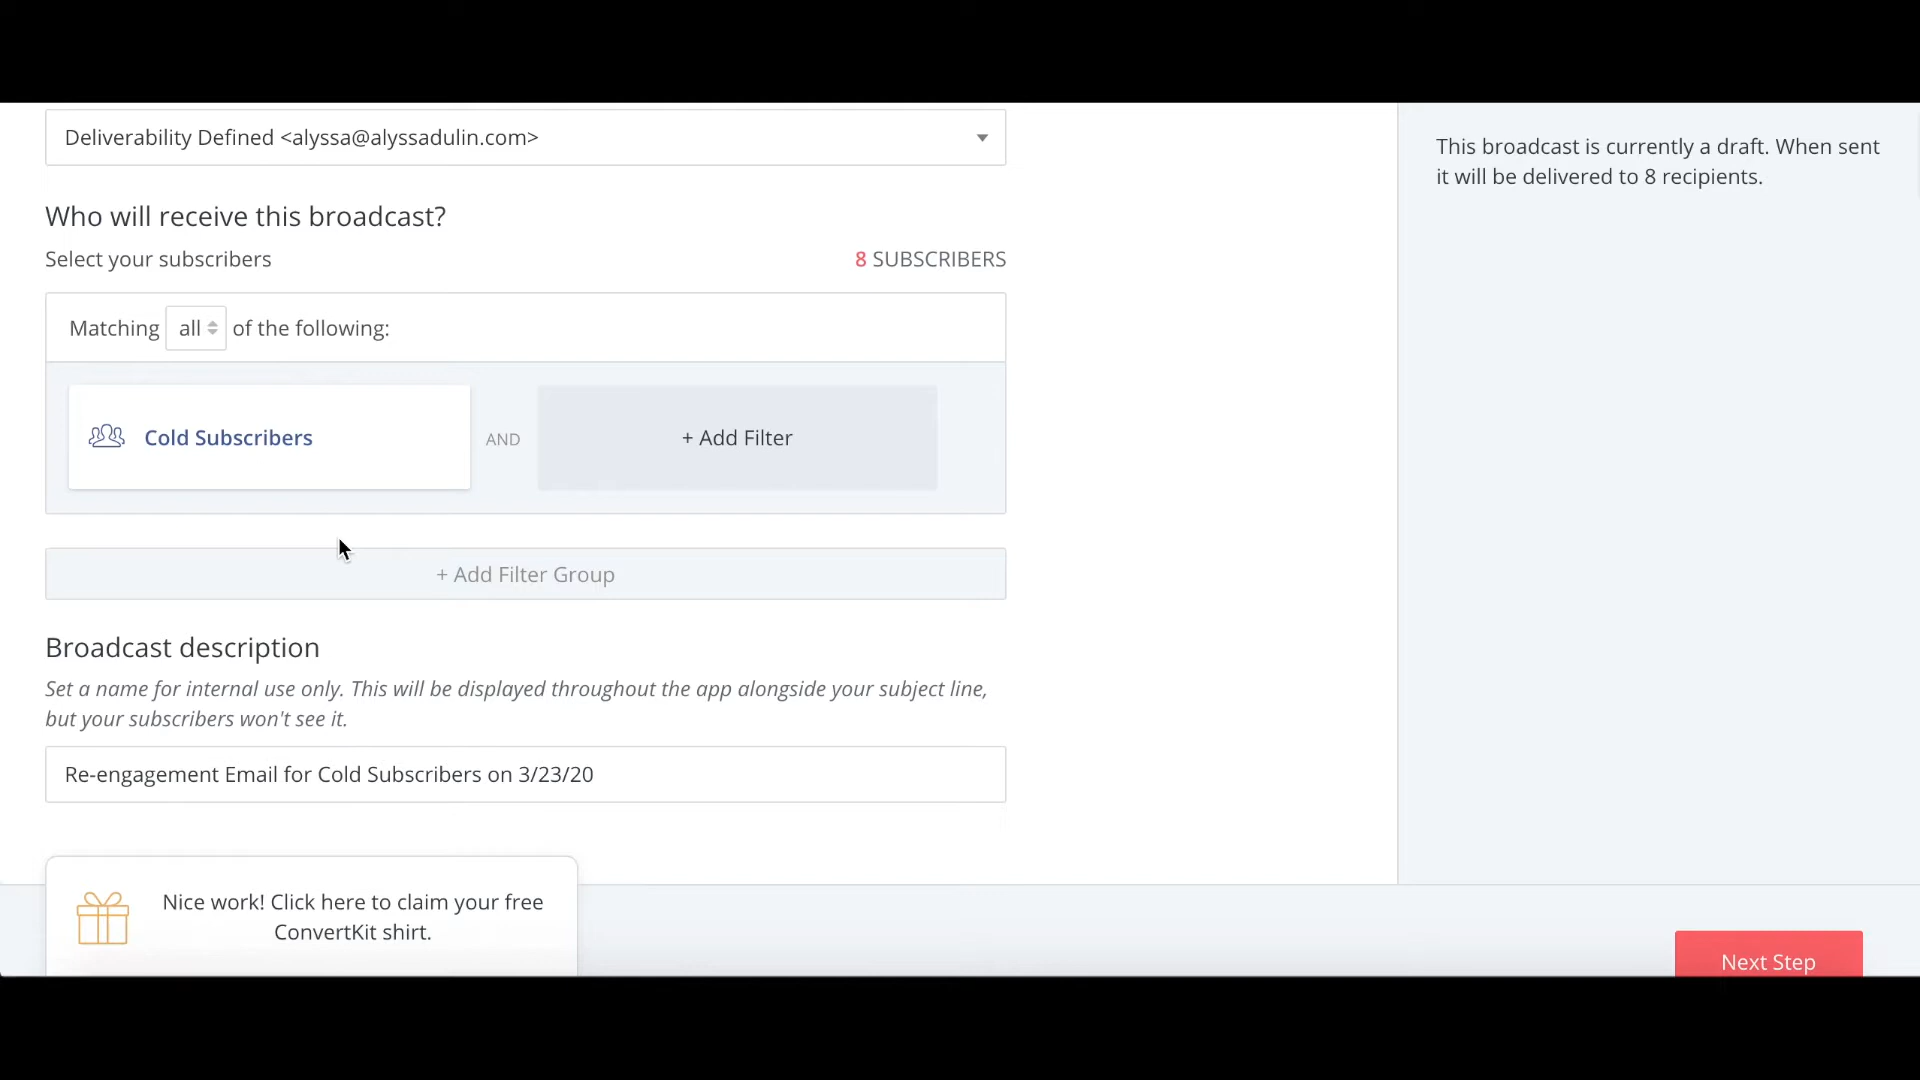 Deliverability Defined <alyssa@alyssadulin.com>
This broadcast is currently a draft. When sent
it will be delivered to 8 recipients.
Who will receive this broadcast?
Select your subscribers
8 SUBSCRIBERS
Matching all of the following:
Cold Subscribers
AND
+ Add Filter
+ Add Filter Group
Broadcast description
Set a name for internal use only. This will be displayed throughout the app alongside your subject line,
but your subscribers won't see it.
Re-engagement Email for Cold Subscribers on 3/23/20
Nice work! Click here to claim your free
ConvertKit shirt.
Next Step